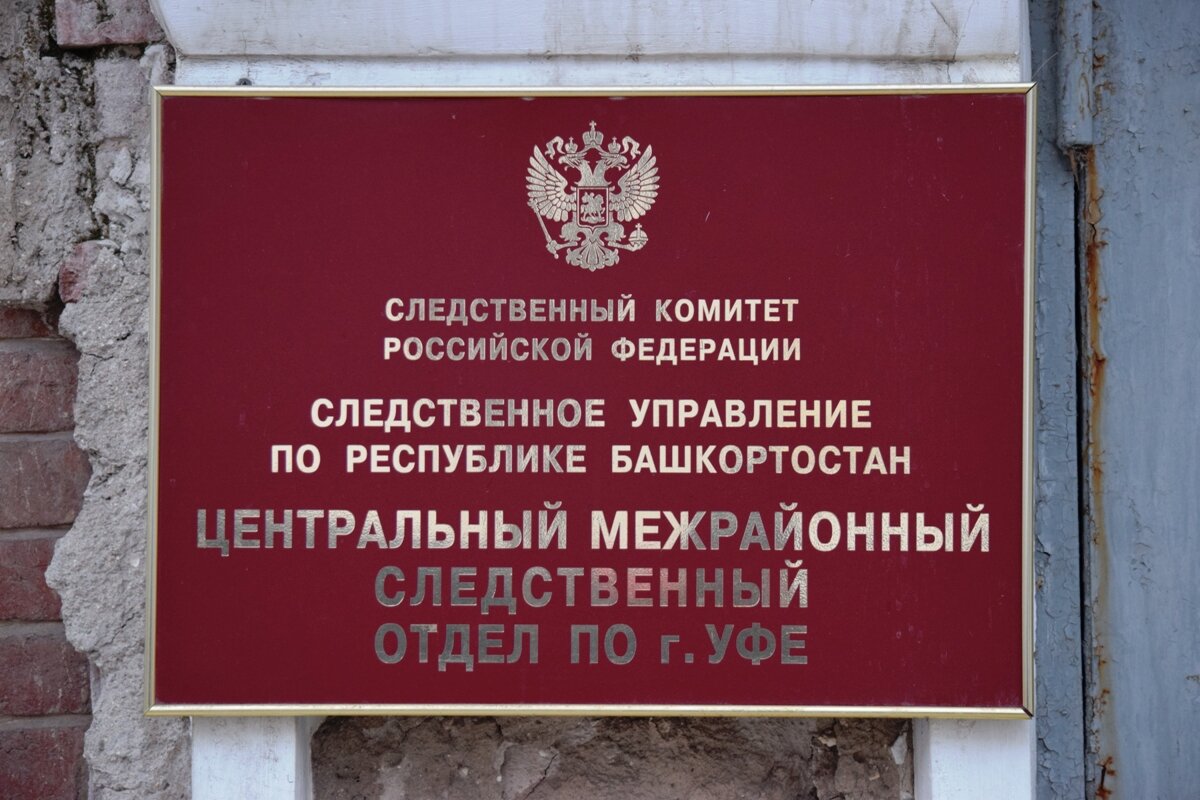 СЛЕДСТВЕННЫЙ КОМИТЕТ
РОССИЙСКОЙ ФЕДЕРАЦИИ
СЛЕДСТВЕННОЕ УПРАВЛЕНИЕ
ПО РЕСПУБЛИКЕ БАШКОРТОСТАН
ЦЕНТРАЛЬНЫЙ МЕЖРАЙОННЫЙ
СЛЕДСТВЕННЫЙ
ОТДЕЛ ПО г. УФЕ